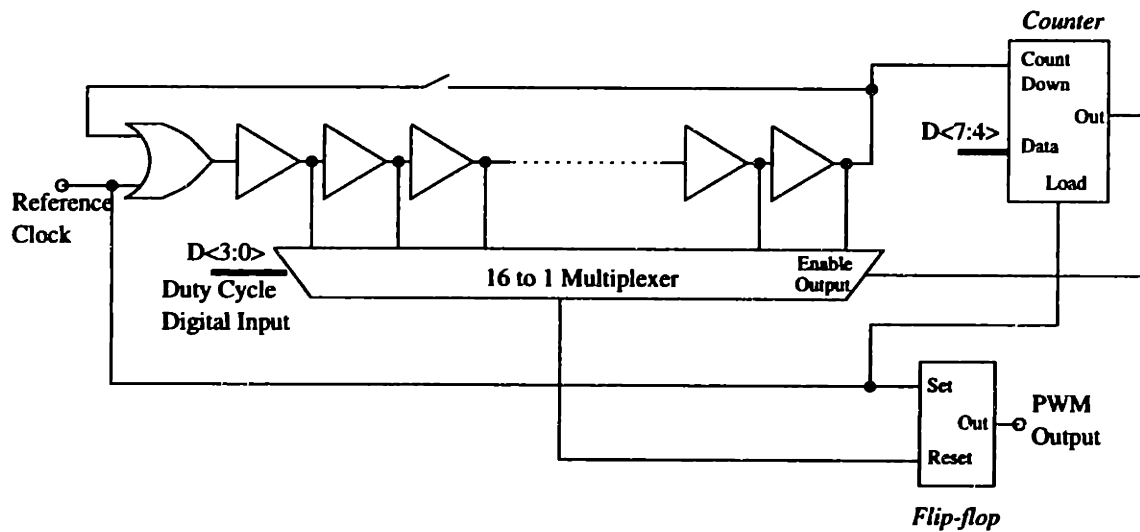 Counter
Count
Down
Out
D<7:4>
Data
Load
Reference
Clock
D<3:0>
Duty Cycle
Digital Input
16 to 1 Multiplexer
Enable
Output
Set
Out
Reset
PWM
Output
Flip-flop